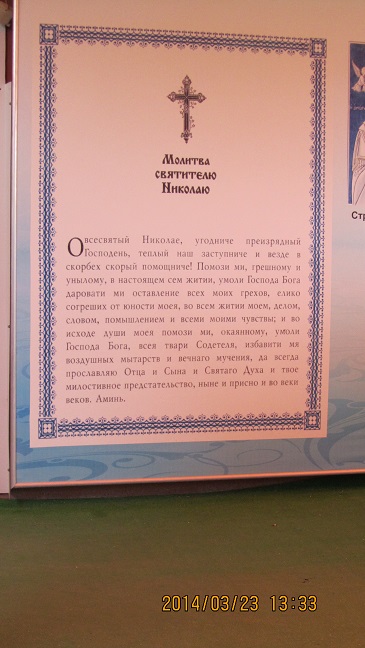 Молитва
святителю
Николаю
О всесвятый Николае, угодниче преизрядный
Господень, теплый наш заступниче и везде в
скорбех скорый помощниче! Помози ми, грешному и
унылому, в настоящем сем житии, умоли Господа Бога
даровати ми оставление всех моих грехов, елико
согреших от юности моея, во всем житии моем, делом,
словом, помышлением и всеми моими чувствы; и во
исходе души моея помози ми, окаянному, умоли
Господа Бога, всея твари Содетеля, избавити мя
воздушных мытарств и вечнаго мучения, да всегда
прославляю Отца и Сына и Святаго Духа и твое
милостивное предстательство, ныне и присно и во веки
веков. Аминь.
Ст
2014/03/23 13:33